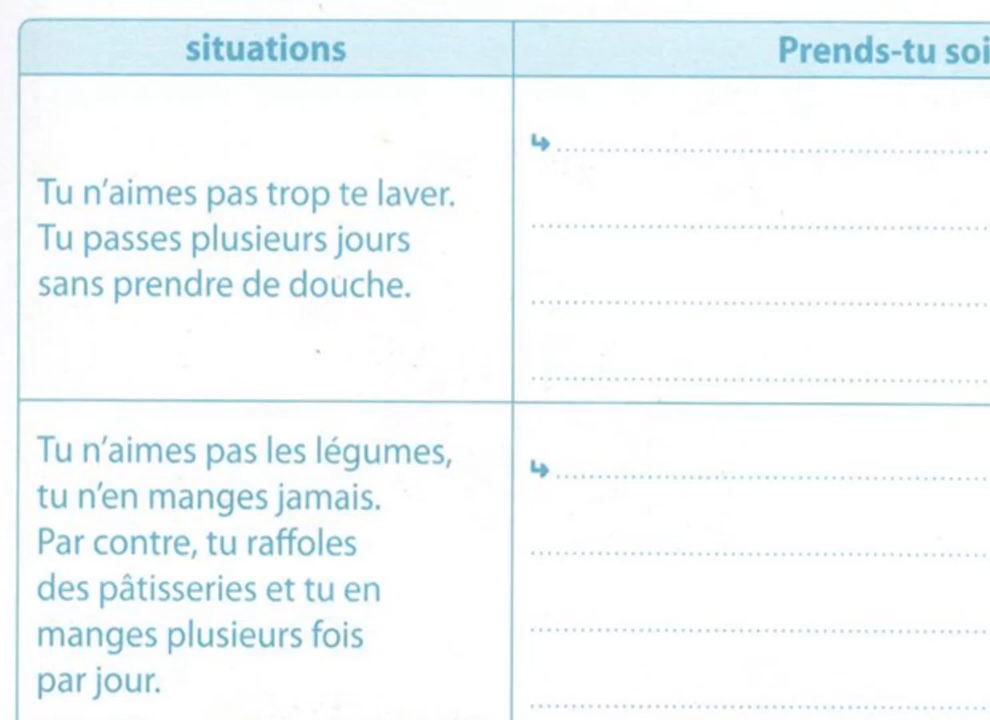 situations
Prends-tu soi
Tu n'aimes pas trop te laver.
Tu passes plusieurs jours
sans prendre de douche.
Tu n'aimes pas les légumes,
tu n'en manges jamais.
Par contre, tu raffoles
des pâtisseries et tu en
manges plusieurs fois
par jour.